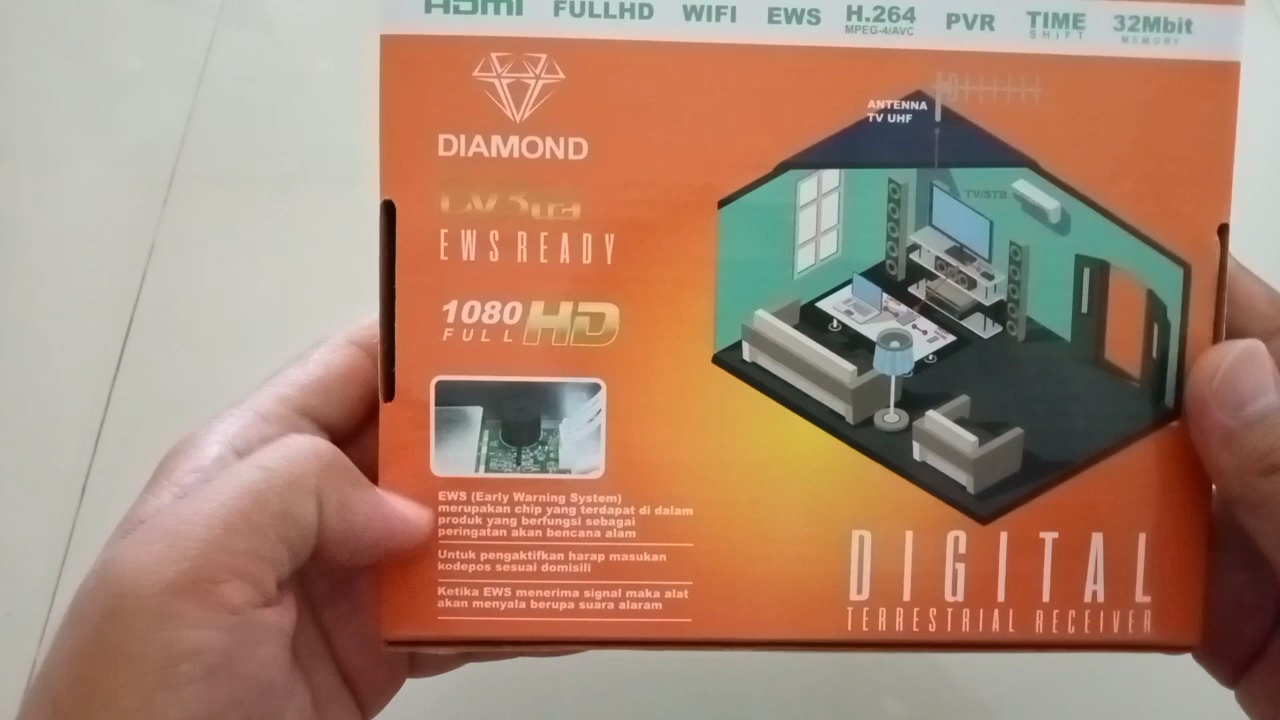 HDMI FULLHD WIFI EWS H.264 PVR TIME 32Mbit
MPEG-4/AVC SHIFT MEMORY
DIAMOND
EWS READY
1080 HD
FULL
EWS (Early Warning System)
merupakan chip yang terdapat di dalam
produk yang berfungsi sebagai
peringatan akan bencana alam
Untuk pengaktifkan harap masukan
kodepos sesuai domisili
Ketika EWS menerima signal maka alat
akan menyala berupa suara alaram
ANTENNA
TV UHF
TV/STB
DIGITAL
TERRESTRIAL RECEIVER